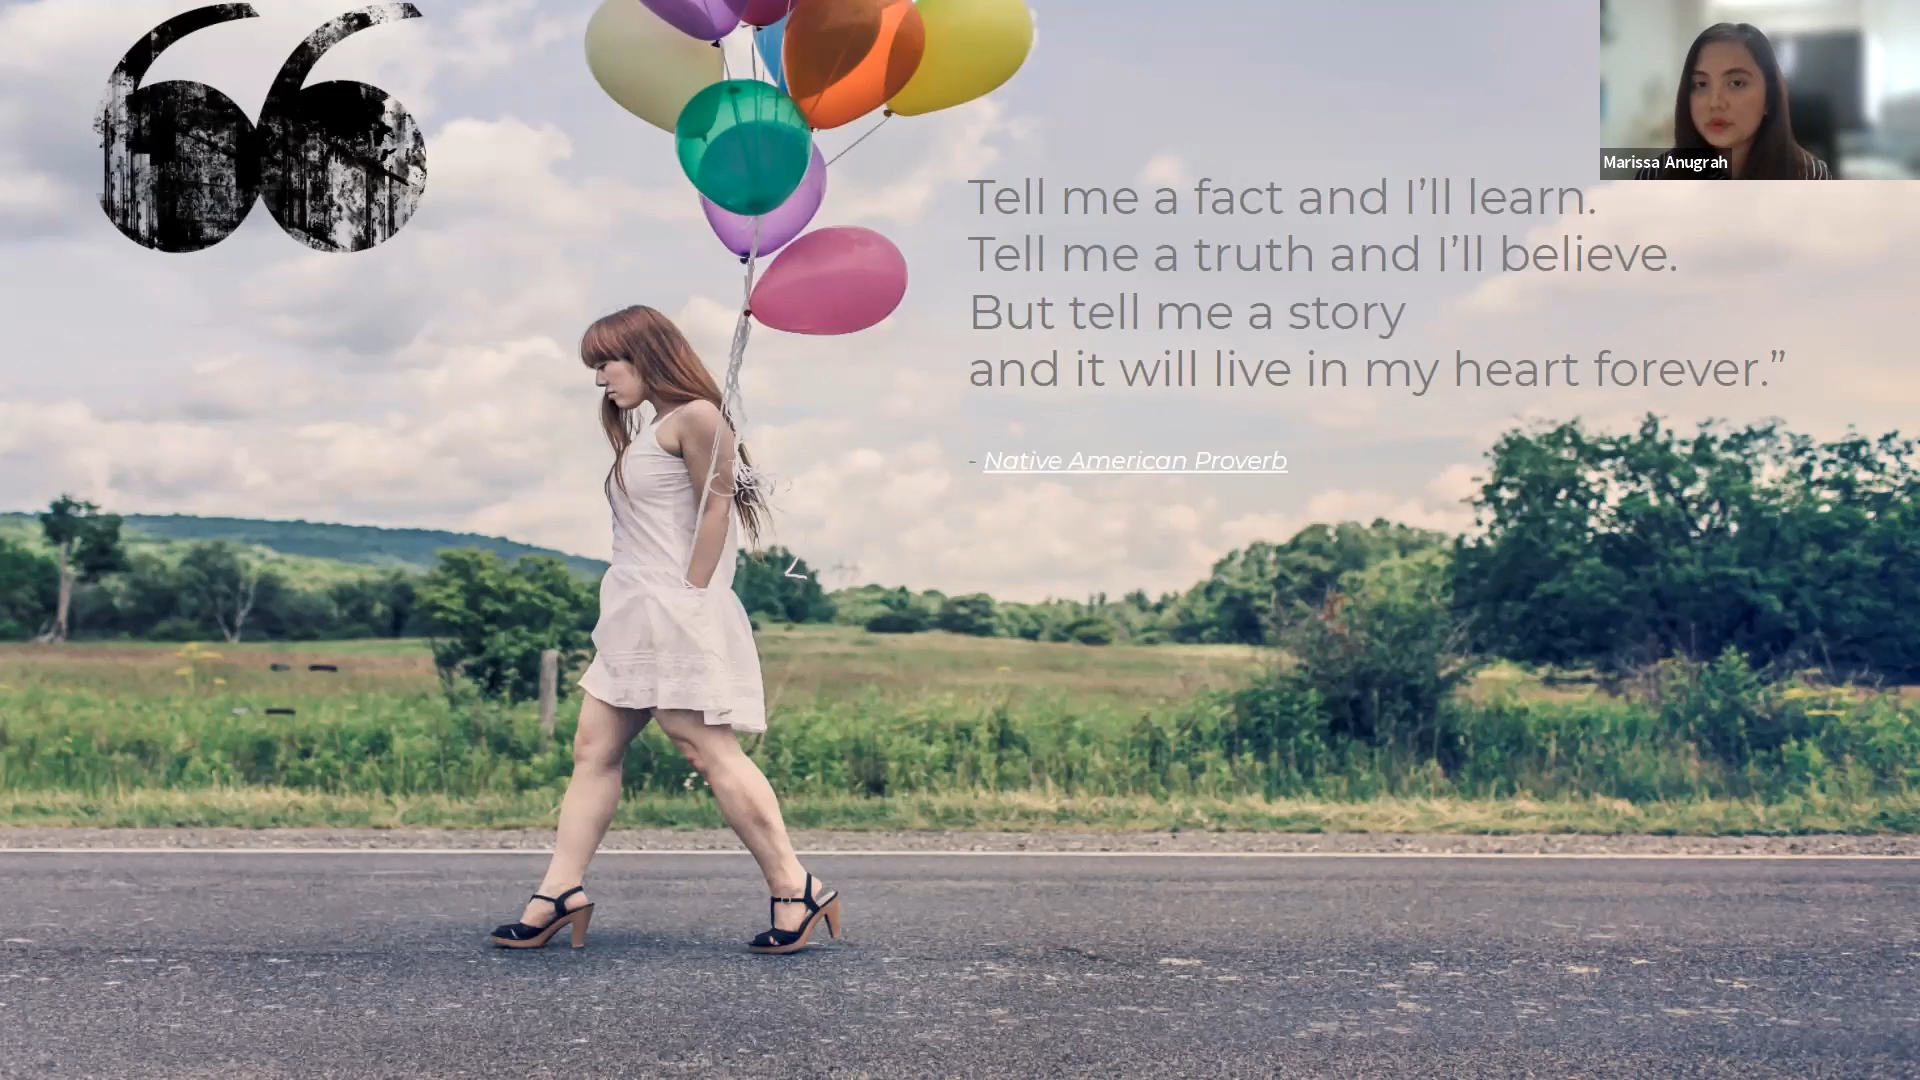 ❝
Marissa Anugrah
Tell me a fact and I’ll learn.
Tell me a truth and I’ll believe.
But tell me a story
and it will live in my heart forever.”
- Native American Proverb